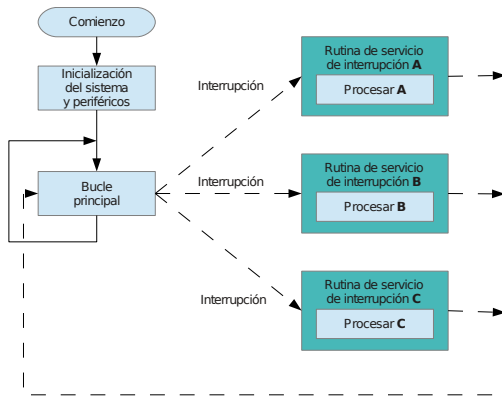 Comienzo
Inicialización
del sistema
y periféricos
Bucle
principal
Interrupción
Rutina de servicio
de interrupción A
Procesar A
Interrupción
Rutina de servicio
de interrupción B
Procesar B
Interrupción
Rutina de servicio
de interrupción C
Procesar C